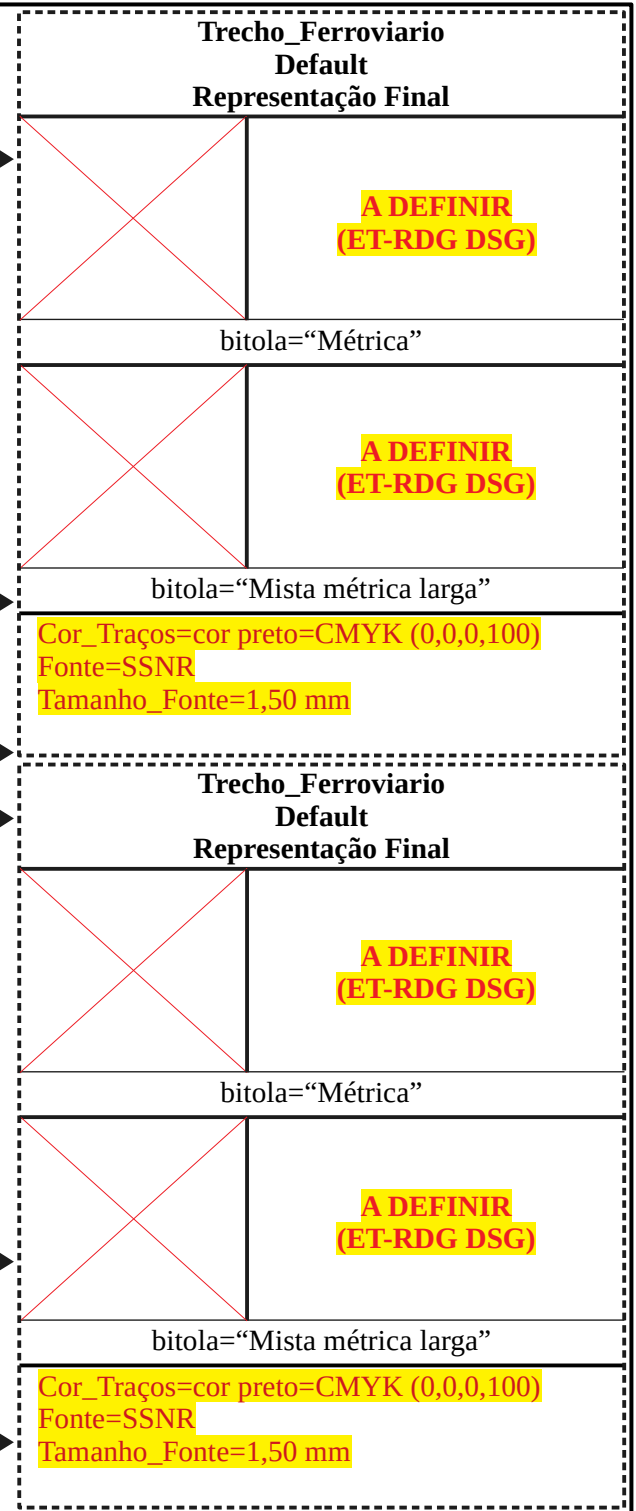 Trecho_Ferroviario
Default
Representação Final
A DEFINIR
(ET-RDG DSG)
bitola=“Métrica”
A DEFINIR
(ET-RDG DSG)
bitola=“Mista métrica larga”
Cor_Traços=cor preto=CMYK (0,0,0,100)
Fonte=SSNR
Tamanho_Fonte=1,50 mm
Trecho_Ferroviario
Default
Representação Final
A DEFINIR
(ET-RDG DSG)
bitola=“Métrica”
A DEFINIR
(ET-RDG DSG)
bitola=“Mista métrica larga”
Cor_Traços=cor preto=CMYK (0,0,0,100)
Fonte=SSNR
Tamanho_Fonte=1,50 mm